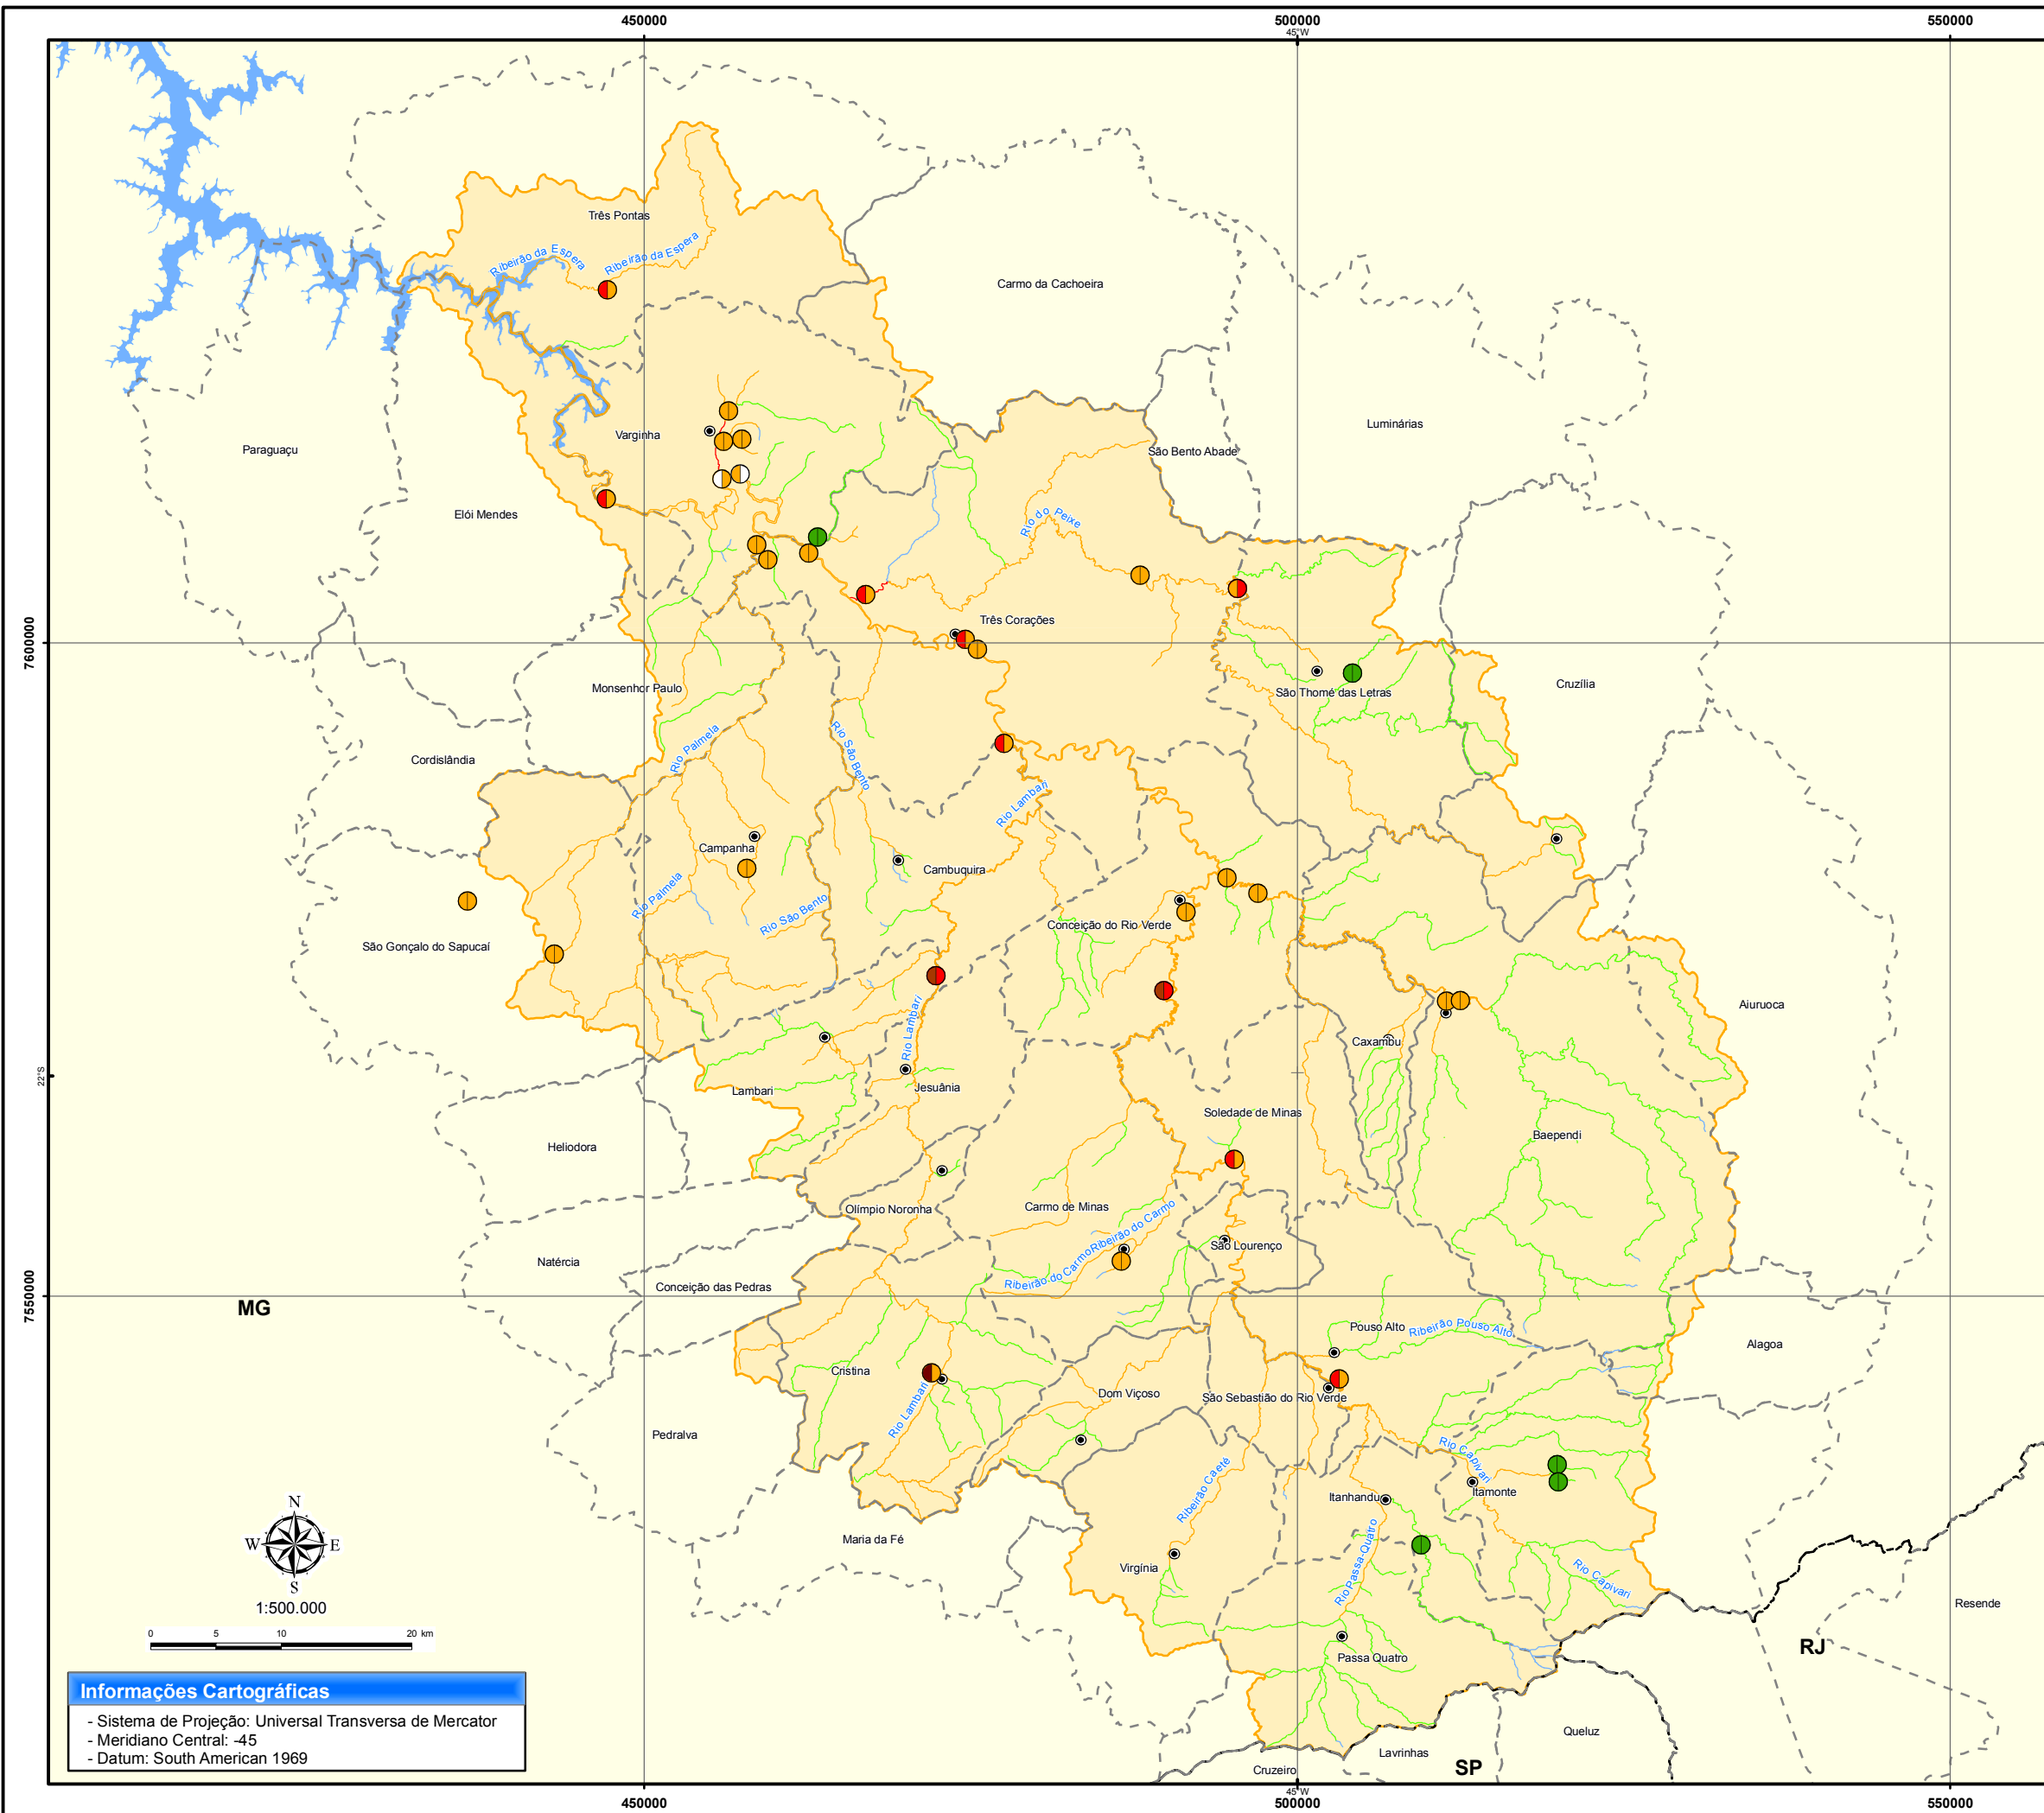 450000
500000
550000
45°W
Três Pontas
Ribeirão da Espera
Ribeirão da Espera
Carmo da Cachoeira
Luminárias
Varginha
Paraguaçu
São Bento Abade
Elói Mendes
Rio do Peixe
Três Corações
7600000
Monsenhor Paulo
São Thomé das Letras
Cruzília
Rio Palmela
Rio São Bento
Cordislândia
Rio Lambari
Campanha
Cambuquira
Rio Palmela
Rio São Bento
Conceição do Rio Verde
São Gonçalo do Sapucaí
Aiuruoca
Rio Lambari
Caxambu
22°S
Jesuânia
Lambari
Soledade de Minas
Baependi
Heliodora
Carmo de Minas
Olímpio Noronha
Ribeirão do Carmo
Ribeirão do Carmo
São Lourenço
Natércia
Conceição das Pedras
7550000
MG
Pouso Alto
Ribeirão Pouso Alto
Alagoa
Cristina
Dom Viçoso
São Sebastião do Rio Verde
Rio Lambari
Pedralva
Rio Capivari
Ribeirão Caeté
Itanhandu
Itamonte
N
W
E
S
Maria da Fé
Rio Passa-Quatro
Virgínia
Rio Capivari
1:500.000
Resende
0 5 10 20 km
RJ
Passa Quatro
Informações Cartográficas
- Sistema de Projeção: Universal Transversa de Mercator
- Meridiano Central: -45
- Datum: South American 1969
Queluz
Lavrinhas
SP
Cruzeiro
45°W
450000
500000
550000